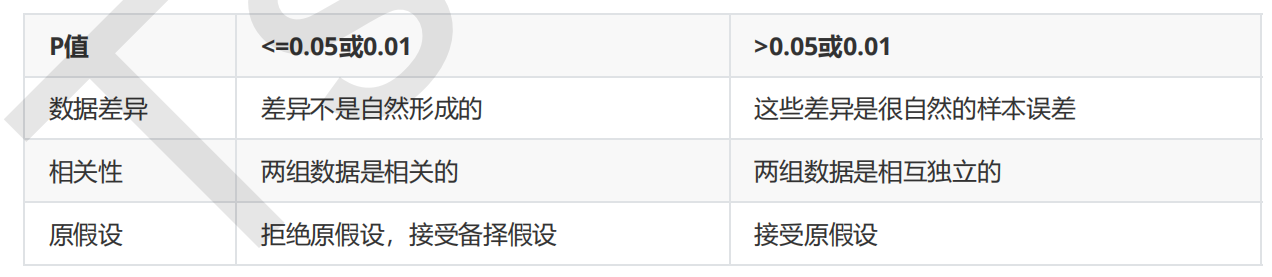 P值 <=0.05或0.01 >0.05或0.01
数据差异 差异不是自然形成的 这些差异是很自然的样本误差
相关性 两组数据是相关的 两组数据是相互独立的
原假设 拒绝原假设，接受备择假设 接受原假设